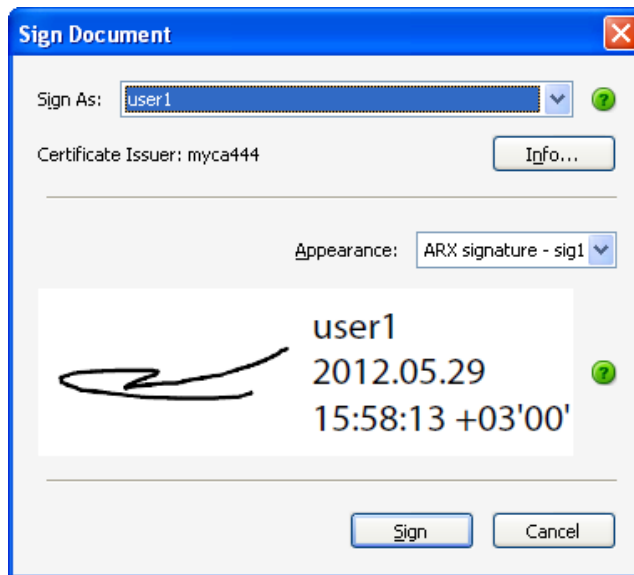 Sign Document
Sign As: user1
Certificate Issuer: myca444 Info...
Appearance: ARX signature - sig1
user1
2012.05.29
15:58:13 +03'00'
Sign Cancel